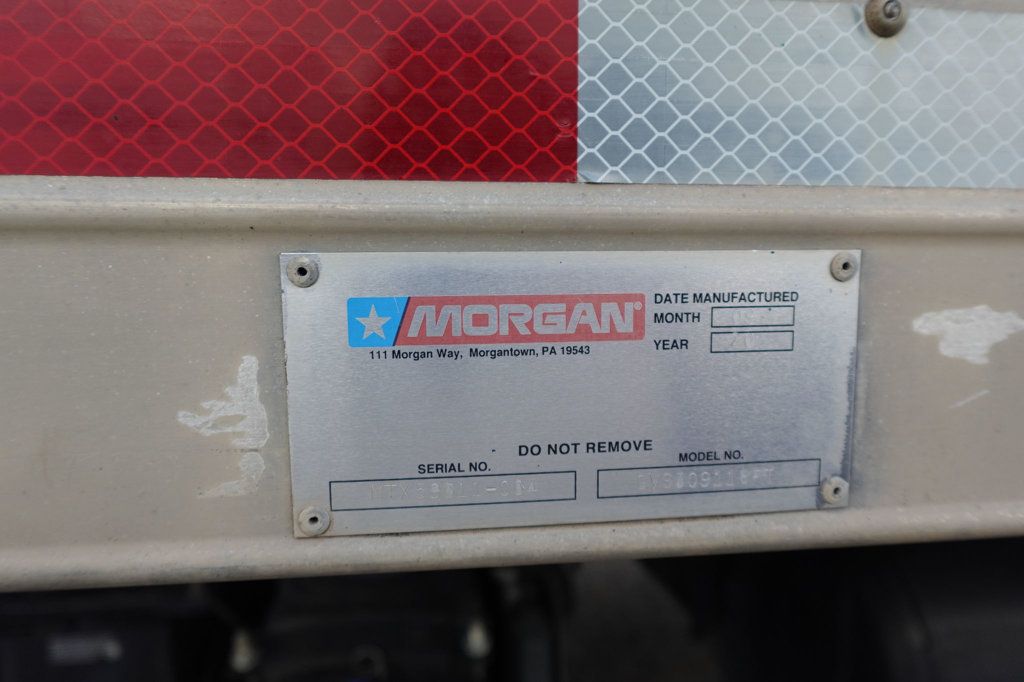 MORGAN®
111 Morgan Way, Morgantown, PA 19543
DATE MANUFACTURED
MONTH
YEAR
DO NOT REMOVE
SERIAL NO.
MODEL NO.